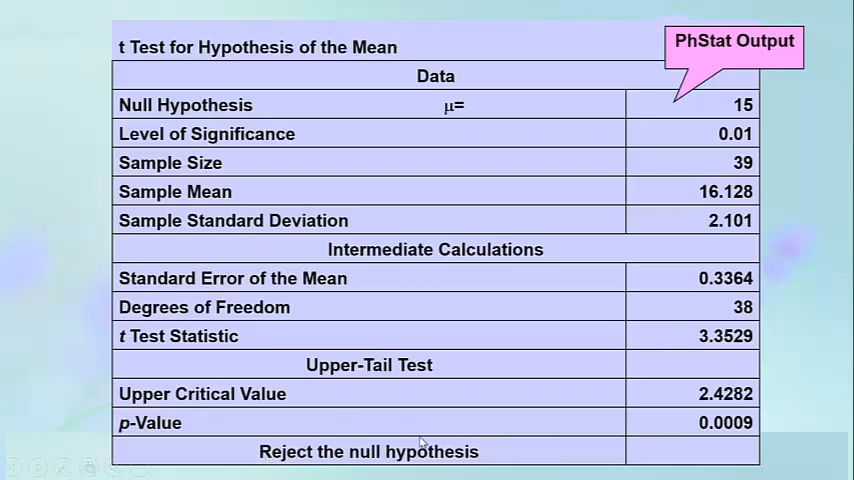 PhStat Output
t Test for Hypothesis of the Mean
Data
Null Hypothesis μ= 15
Level of Significance 0.01
Sample Size 39
Sample Mean 16.128
Sample Standard Deviation 2.101
Intermediate Calculations
Standard Error of the Mean 0.3364
Degrees of Freedom 38
t Test Statistic 3.3529
Upper-Tail Test
Upper Critical Value 2.4282
p-Value 0.0009
Reject the null hypothesis